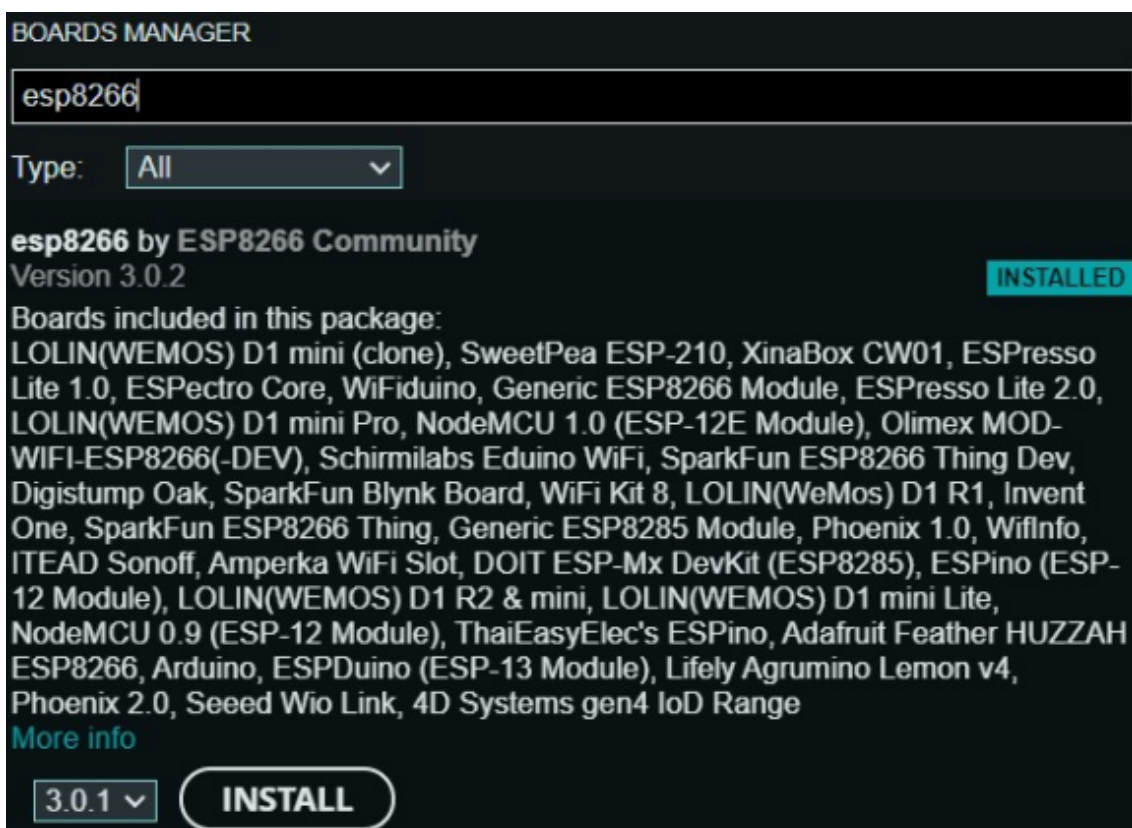 BOARDS MANAGER
esp8266
Type: All
esp8266 by ESP8266 Community
Version 3.0.2
INSTALLED
Boards included in this package:
LOLIN(WEMOS) D1 mini (clone), SweetPea ESP-210, XinaBox CW01, ESPresso
Lite 1.0, ESPectro Core, WiFiduino, Generic ESP8266 Module, ESPresso Lite 2.0,
LOLIN(WEMOS) D1 mini Pro, NodeMCU 1.0 (ESP-12E Module), Olimex MOD-
WIFI-ESP8266(-DEV), Schirmilabs Eduino WiFi, SparkFun ESP8266 Thing Dev,
Digistump Oak, SparkFun Blynk Board, WiFi Kit 8, LOLIN(WeMos) D1 R1, Invent
One, SparkFun ESP8266 Thing, Generic ESP8285 Module, Phoenix 1.0, WifInfo,
ITEAD Sonoff, Amperka WiFi Slot, DOIT ESP-Mx DevKit (ESP8285), ESPino (ESP-
12 Module), LOLIN(WEMOS) D1 R2 & mini, LOLIN(WEMOS) D1 mini Lite,
NodeMCU 0.9 (ESP-12 Module), ThaiEasyElec's ESPino, Adafruit Feather HUZZAH
ESP8266, Arduino, ESPDuino (ESP-13 Module), Lifely Agrumino Lemon v4,
Phoenix 2.0, Seeed Wio Link, 4D Systems gen4 IoD Range
More info
3.0.1 INSTALL